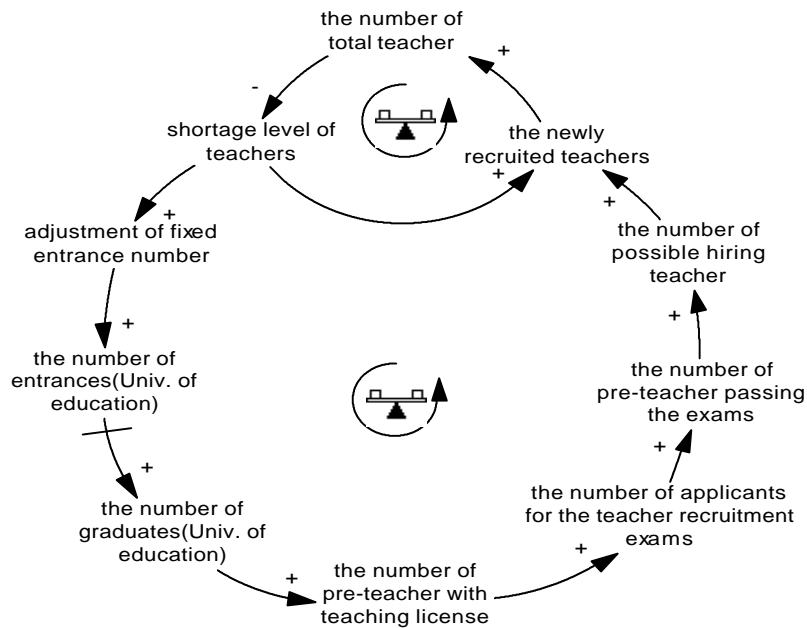 the number of
total teacher
+
-
shortage level of
teachers
the newly
recruited teachers
+
+
adjustment of fixed
entrance number
+
the number of
possible hiring
teacher
+
the number of
entrances(Univ. of
education)
+
the number of
pre-teacher passing
the exams
+
the number of
graduates(Univ. of
education)
+
the number of applicants
for the teacher recruitment
exams
+
the number of
pre-teacher with
teaching license
+
+